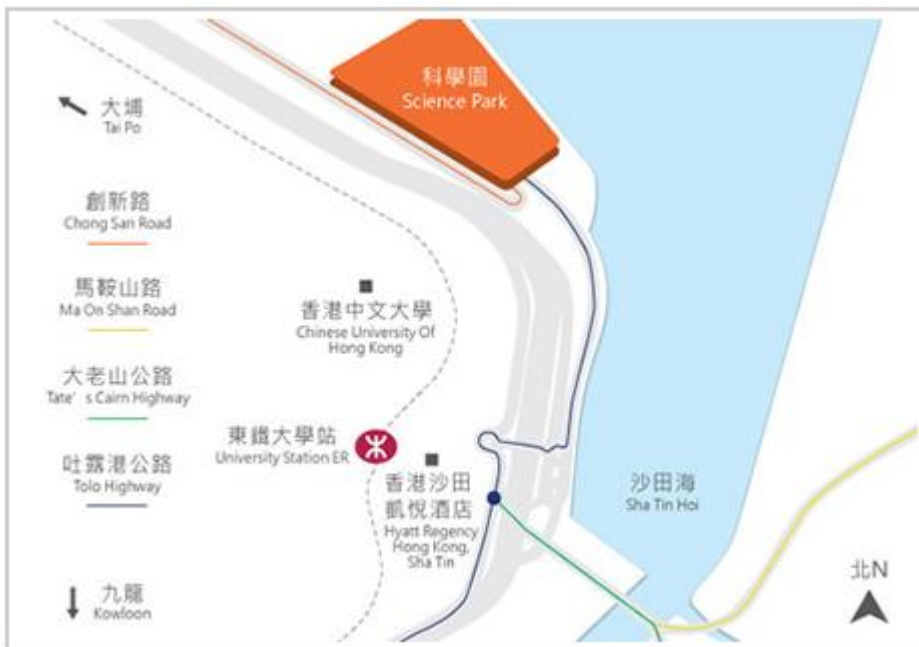 科學園
Science Park
大埔
Tai Po
創新路
Chong San Road
馬鞍山路
Ma On Shan Road
香港中文大學
Chinese University Of
Hong Kong
大老山公路
Tate's Cairn Highway
東鐵大學站
University Station ER
吐露港公路
Tolo Highway
香港沙田
凱悅酒店
Hyatt Regency
Hong Kong,
Sha Tin
沙田海
Sha Tin Hoi
九龍
Kowloon
北N